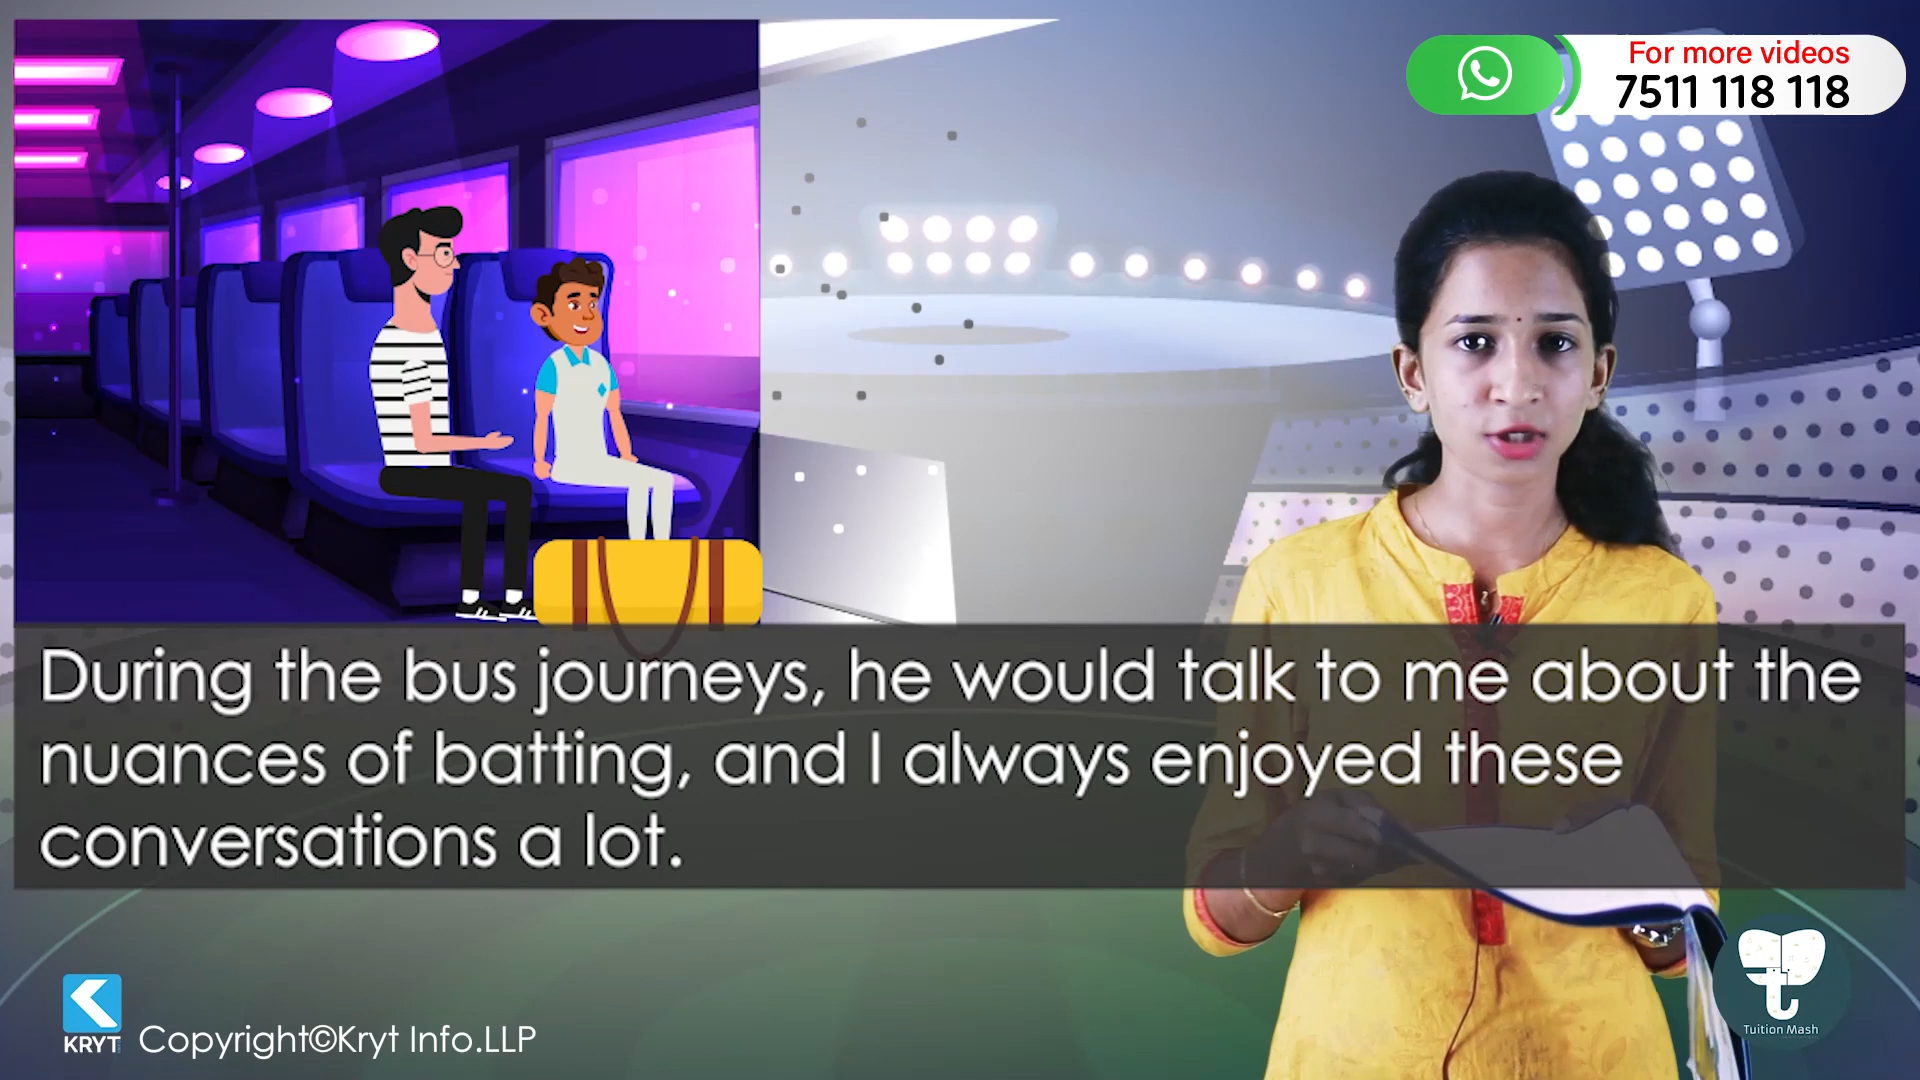 For more videos
7511 118 118
During the bus journeys, he would talk to me about the
nuances of batting, and I always enjoyed these
conversations a lot.
KRYT
Copyright©Kryt Info.LLP
Tuition Mash